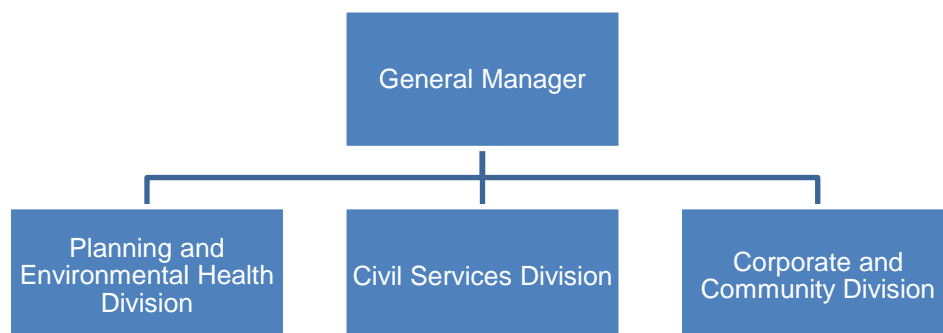 General Manager
Planning and
Environmental Health
Division
Civil Services Division
Corporate and
Community Division